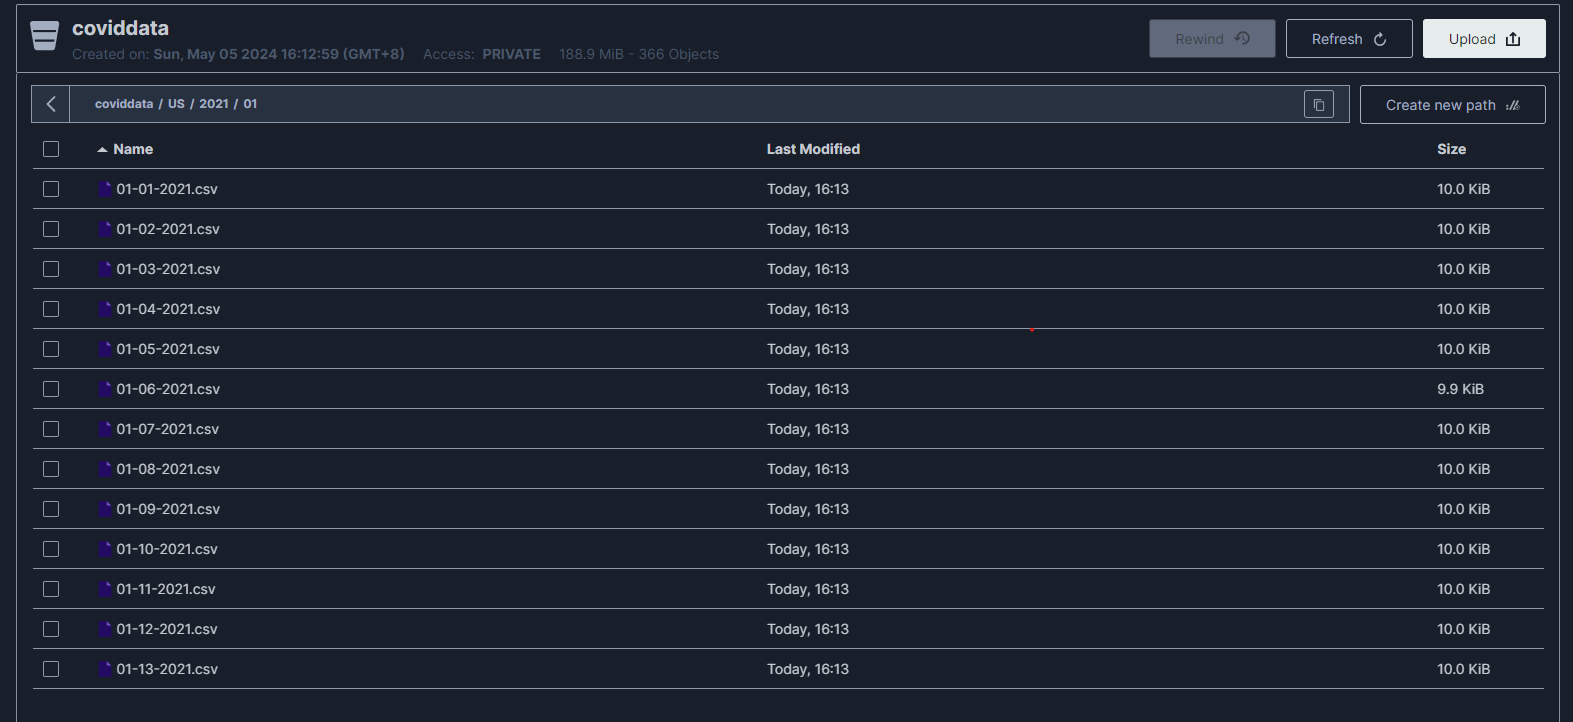 coviddata
Created on: Sun, May 05 2024 16:12:59 (GMT+8) Access: PRIVATE 188.9 MiB - 366 Objects
Rewind Refresh Upload
coviddata / US / 2021 / 01
Create new path
Name Last Modified Size
01-01-2021.csv Today, 16:13 10.0 KiB
01-02-2021.csv Today, 16:13 10.0 KiB
01-03-2021.csv Today, 16:13 10.0 KiB
01-04-2021.csv Today, 16:13 10.0 KiB
01-05-2021.csv Today, 16:13 10.0 KiB
01-06-2021.csv Today, 16:13 9.9 KiB
01-07-2021.csv Today, 16:13 10.0 KiB
01-08-2021.csv Today, 16:13 10.0 KiB
01-09-2021.csv Today, 16:13 10.0 KiB
01-10-2021.csv Today, 16:13 10.0 KiB
01-11-2021.csv Today, 16:13 10.0 KiB
01-12-2021.csv Today, 16:13 10.0 KiB
01-13-2021.csv Today, 16:13 10.0 KiB